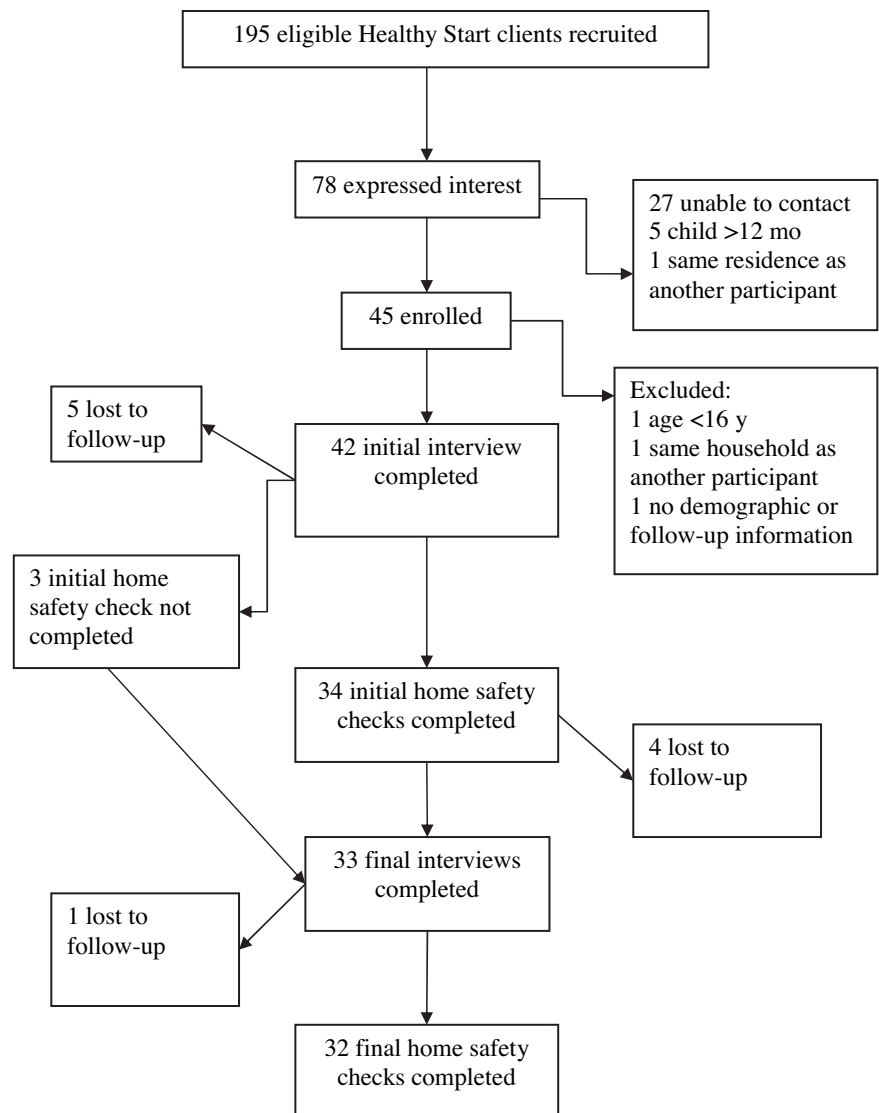 195 eligible Healthy Start clients recruited
78 expressed interest
27 unable to contact
5 child >12 mo
1 same residence as
another participant
45 enrolled
Excluded:
1 age <16 y
1 same household as
another participant
1 no demographic or
follow-up information
5 lost to
follow-up
42 initial interview
completed
3 initial home
safety check not
completed
34 initial home safety
checks completed
4 lost to
follow-up
33 final interviews
completed
1 lost to
follow-up
32 final home safety
checks completed